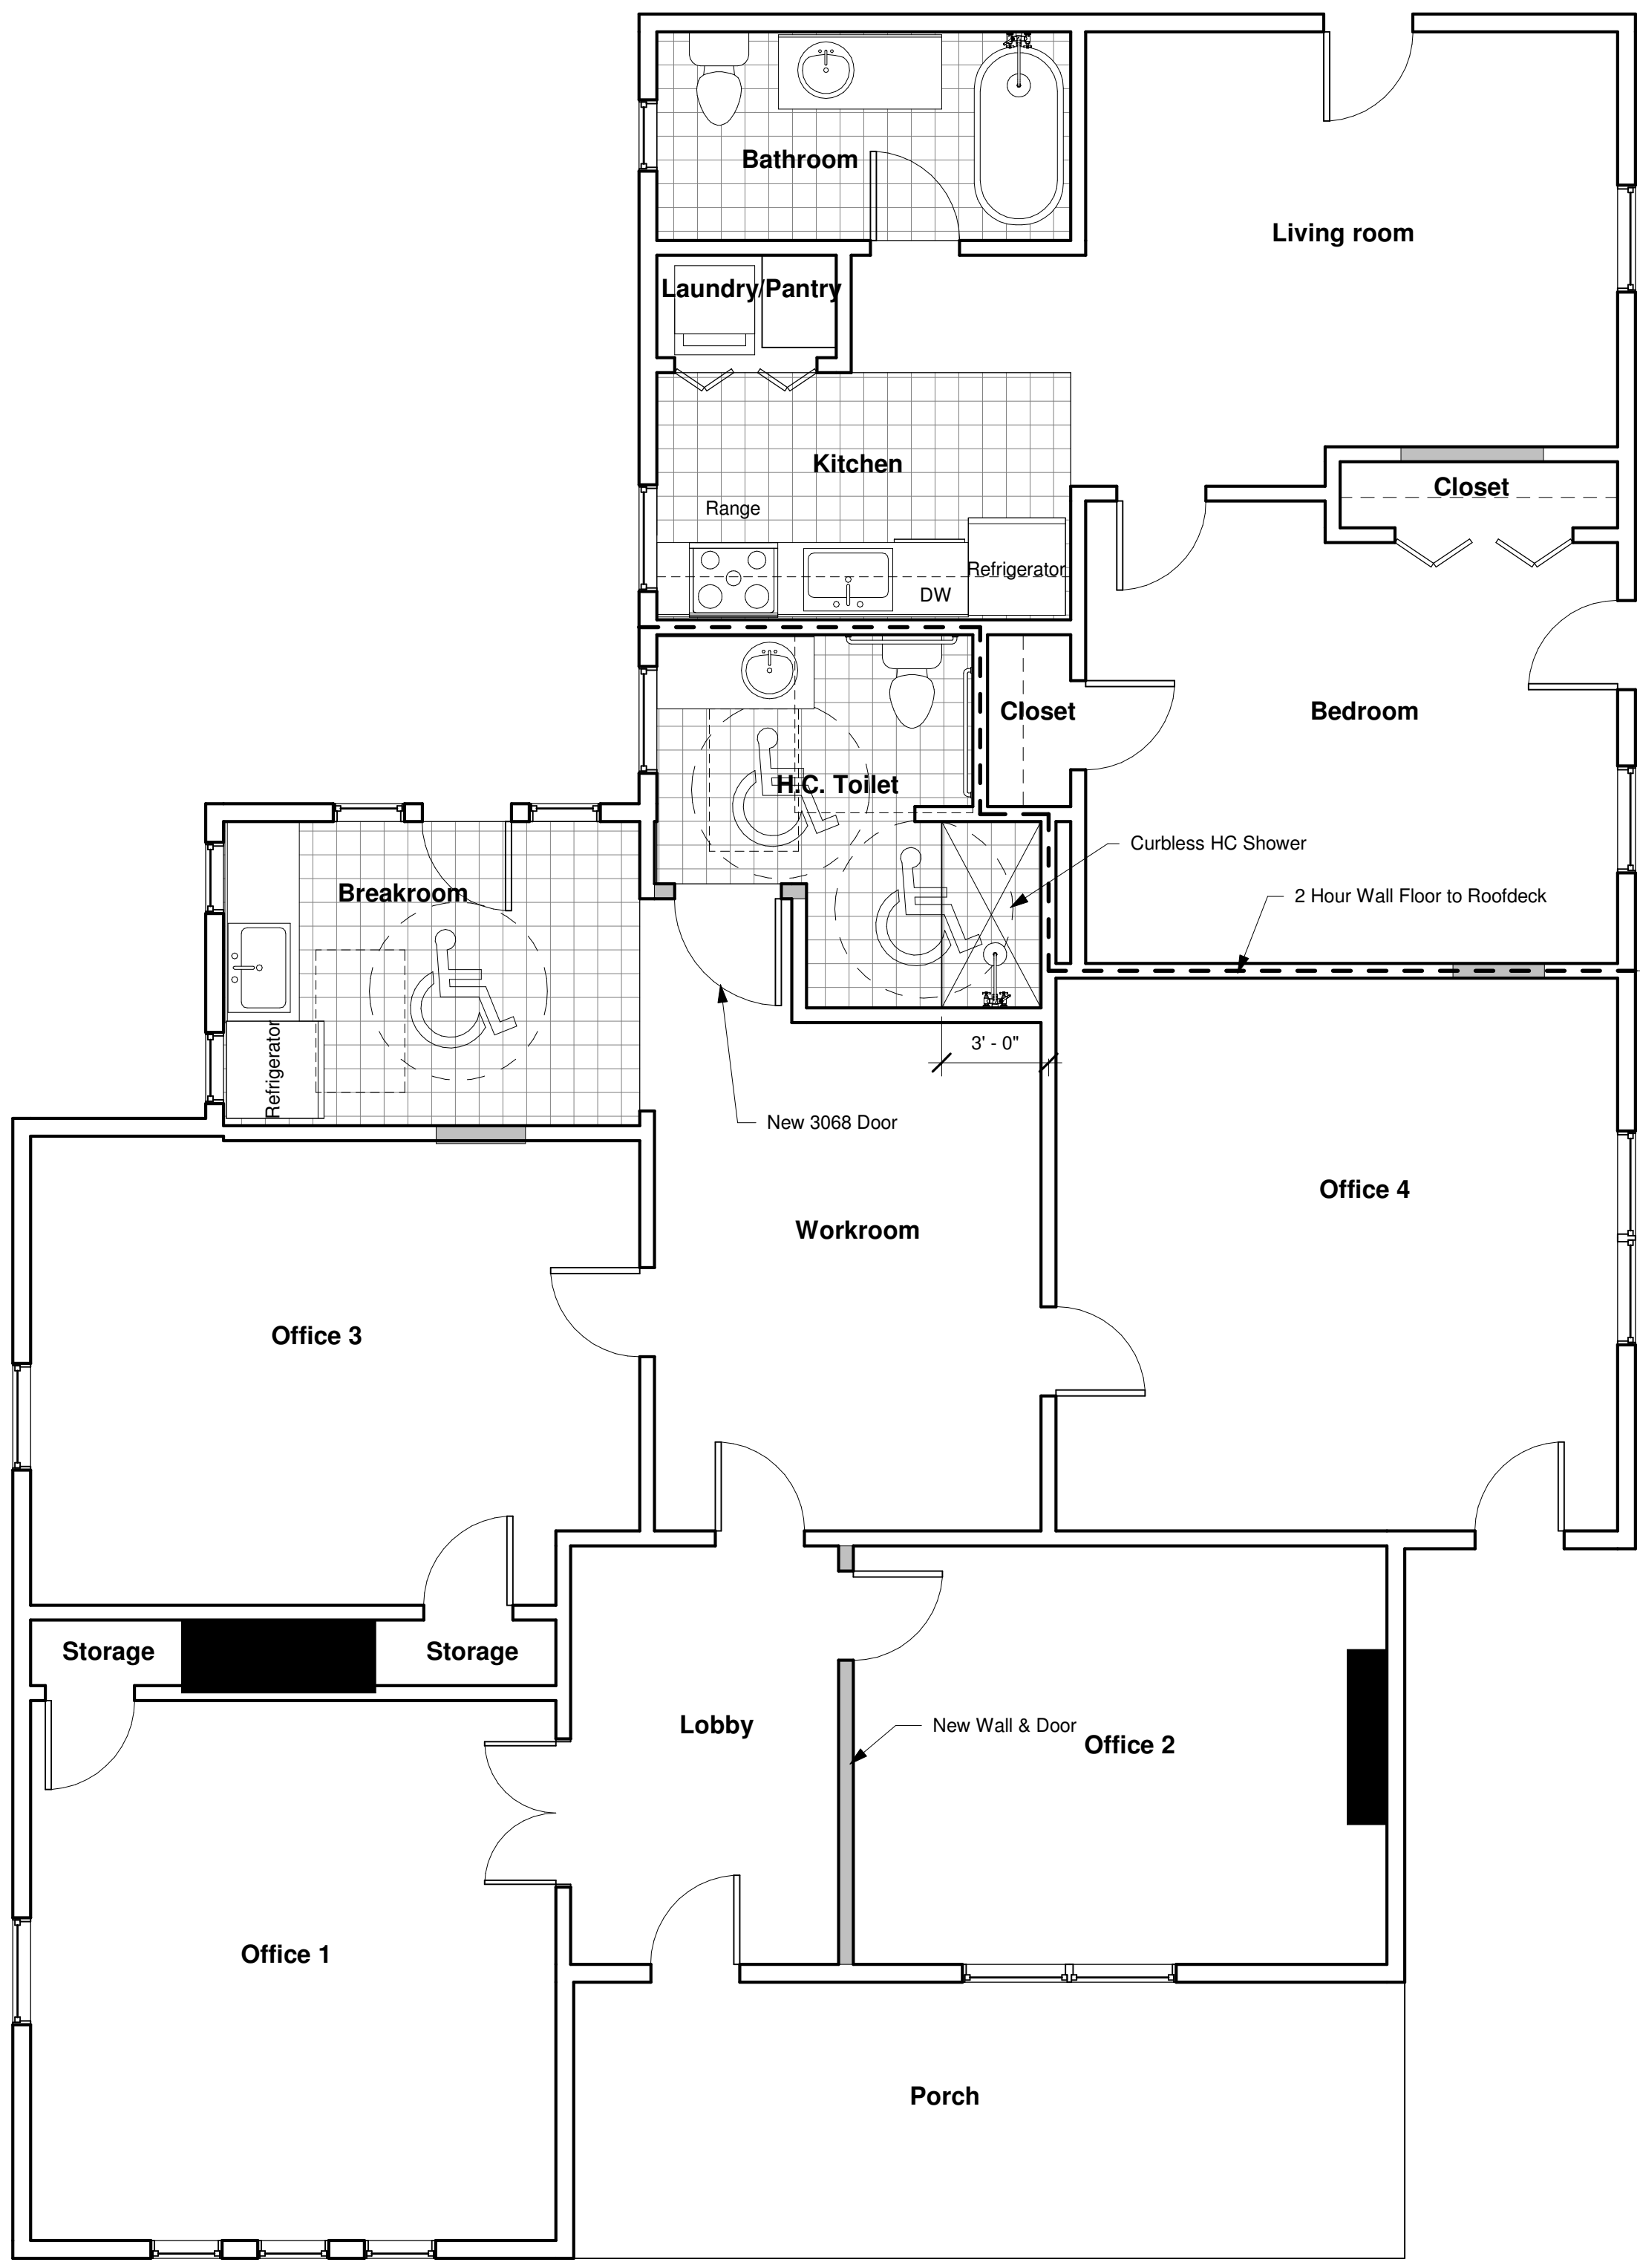 Bathroom
Living room
Laundry/Pantry
Kitchen
Closet
Range
Refrigerator
DW
Closet
Bedroom
H.C. Toilet
Curbless HC Shower
Breakroom
2 Hour Wall Floor to Roofdeck
3' - 0"
Refrigerator
New 3068 Door
Office 4
Workroom
Office 3
Storage
Storage
Lobby
New Wall & Door
Office 2
Office 1
Porch